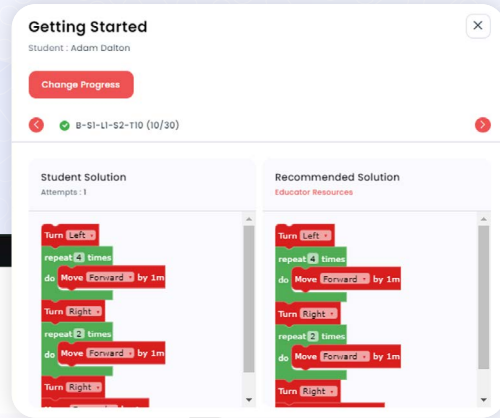 Getting Started
Student : Adam Dalton
Change Progress
B-S1-L1-S2-T10 (10/30)
Student Solution
Attempts : 1
Turn Left
repeat 4 times
do Move Forward by 1m
Turn Right
repeat 2 times
do Move Forward by 1m
Turn Right
Recommended Solution
Educator Resources
Turn Left
repeat 4 times
do Move Forward by 1m
Turn Right
repeat 2 times
do Move Forward by 1m
Turn Right